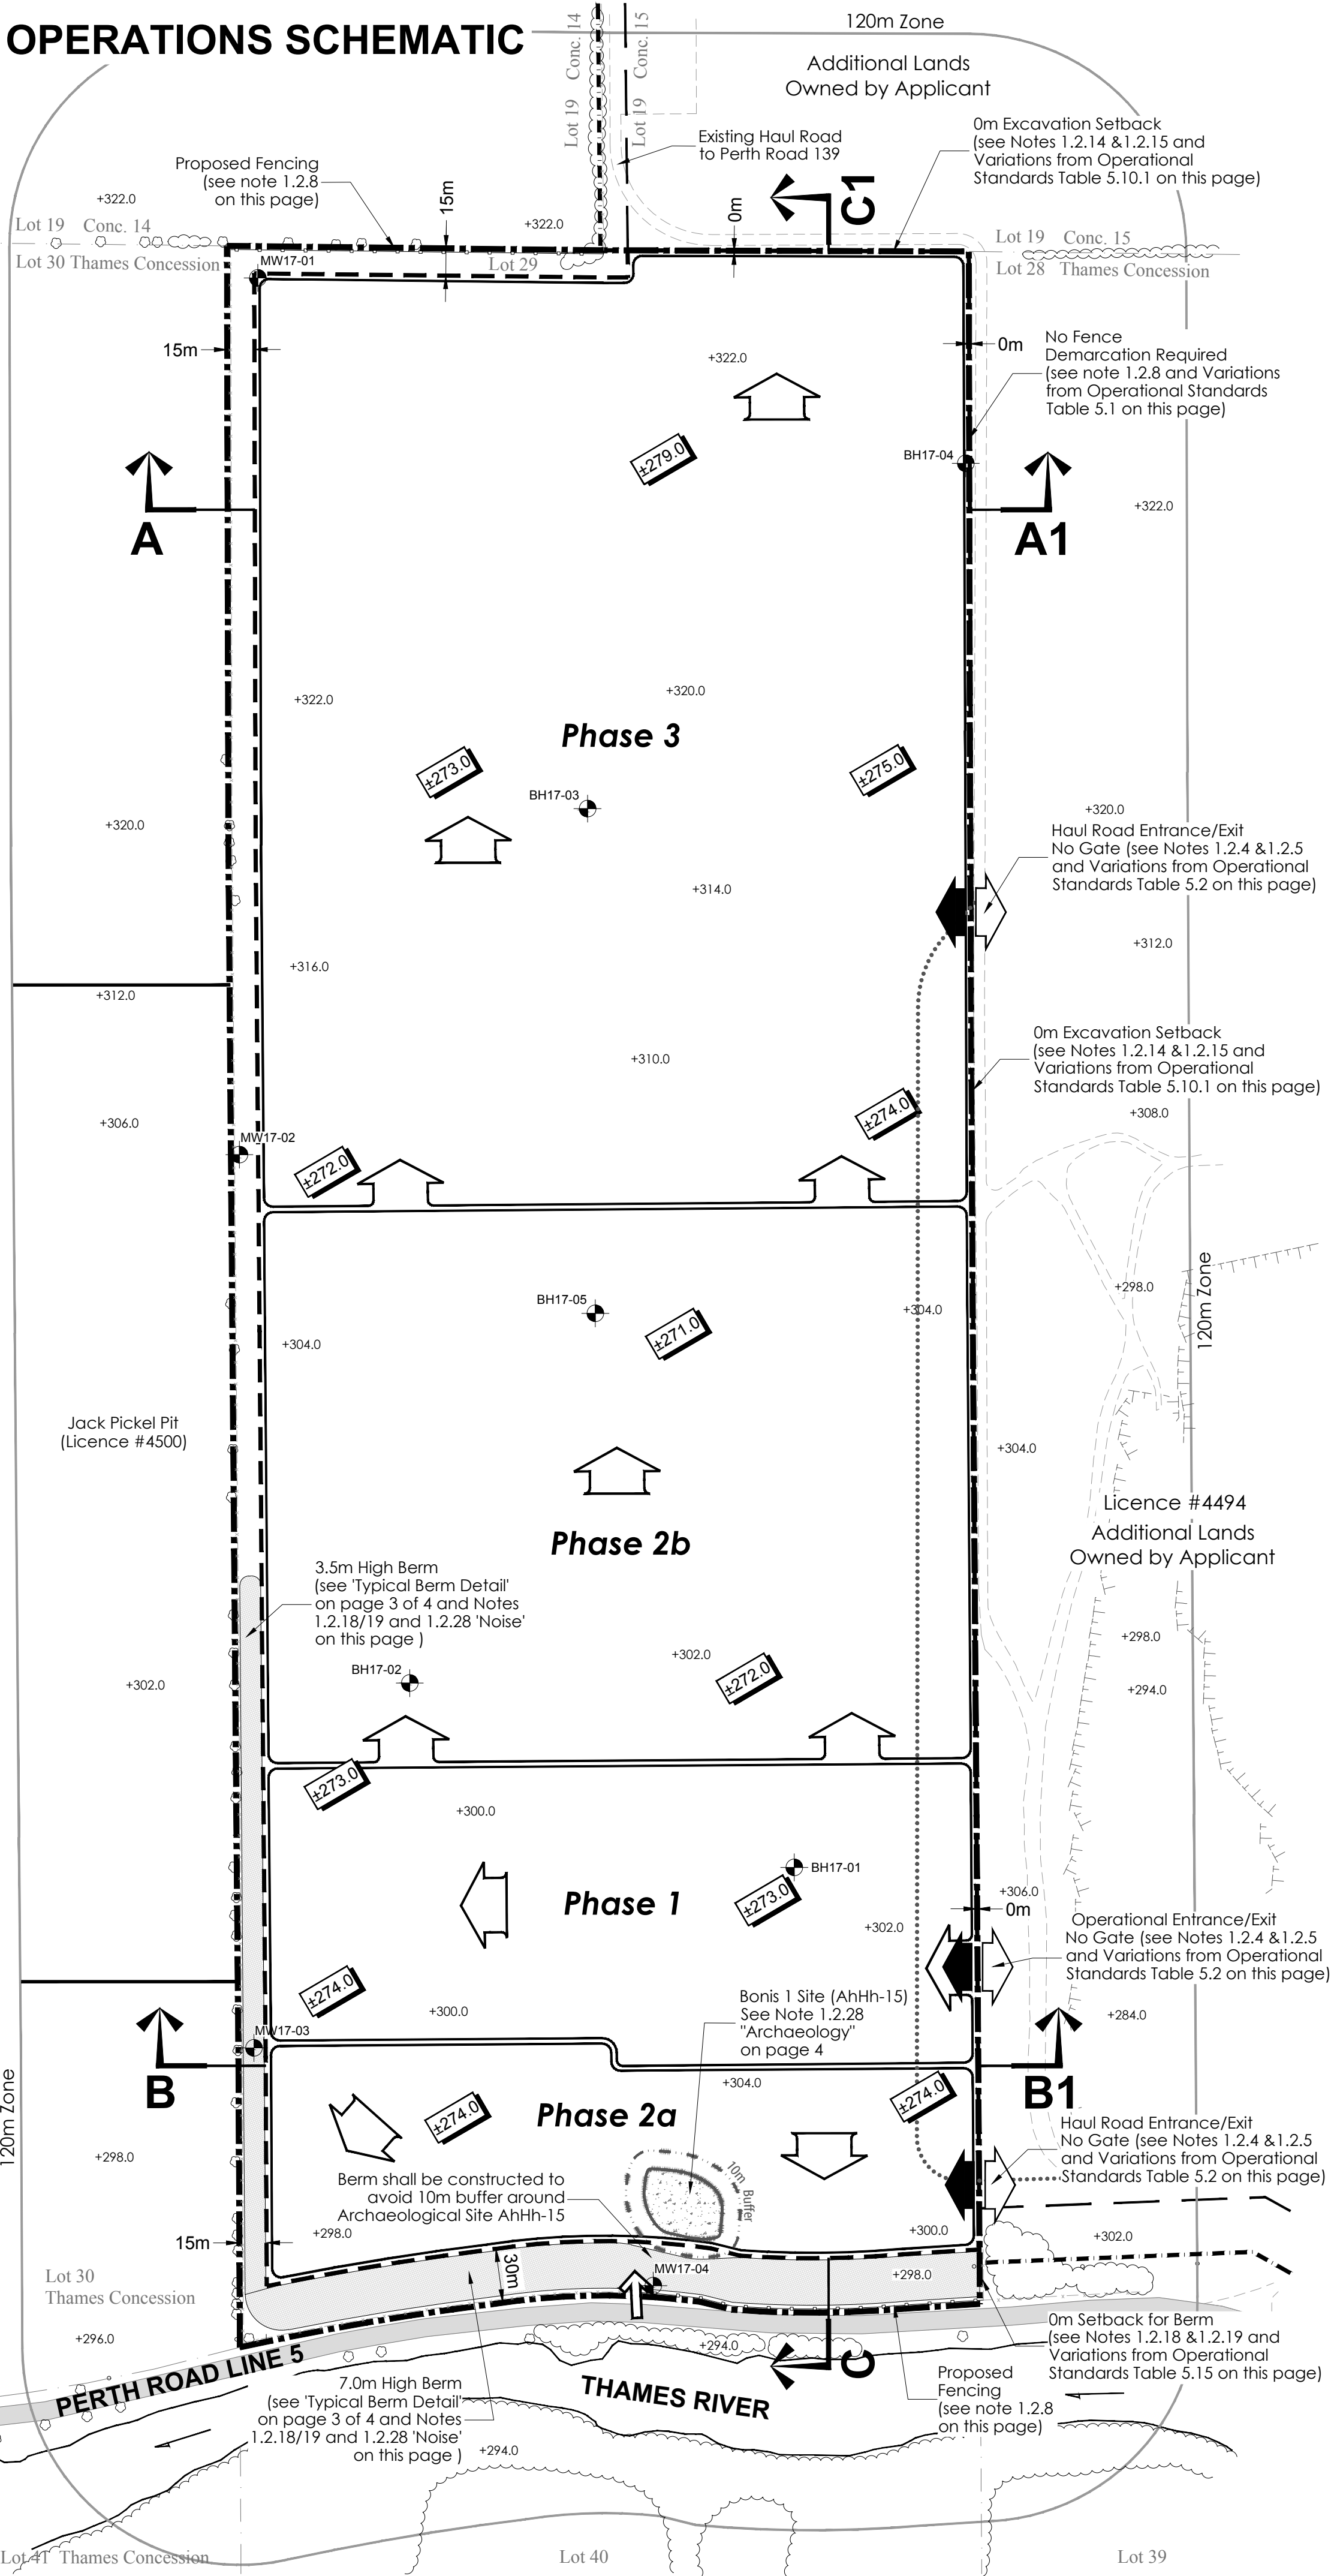 OPERATIONS SCHEMATIC
120m Zone
Lot 19 Conc. 14
Lot 19 Conc. 15
Additional Lands
Owned by Applicant
Existing Haul Road
to Perth Road 139
0m Excavation Setback
(see Notes 1.2.14 &1.2.15 and
Variations from Operational
Standards Table 5.10.1 on this page)
Proposed Fencing
(see note 1.2.8
on this page)
+322.0
15m
+322.0
0m
C1
Lot 19 Conc. 14
Lot 30 Thames Concession
MW17-01
Lot 29
Lot 19 Conc. 15
Lot 28 Thames Concession
15m
+322.0
0m
No Fence
Demarcation Required
(see note 1.2.8 and Variations
from Operational Standards
Table 5.1 on this page)
±279.0
BH17-04
+322.0
A
A1
+322.0
+320.0
Phase 3
±273.0
±275.0
BH17-03
+320.0
+320.0
Haul Road Entrance/Exit
No Gate (see Notes 1.2.4 &1.2.5
and Variations from Operational
Standards Table 5.2 on this page)
+314.0
+312.0
+316.0
+312.0
0m Excavation Setback
(see Notes 1.2.14 &1.2.15 and
Variations from Operational
Standards Table 5.10.1 on this page)
+310.0
+306.0
±274.0
+308.0
MW17-02
±272.0
120m Zone
+298.0
BH17-05
+304.0
±271.0
+304.0
Jack Pickel Pit
(Licence #4500)
+304.0
Licence #4494
Additional Lands
Owned by Applicant
Phase 2b
3.5m High Berm
(see 'Typical Berm Detail'
on page 3 of 4 and Notes
1.2.18/19 and 1.2.28 'Noise'
on this page )
+298.0
+302.0
BH17-02
±272.0
+302.0
+294.0
±273.0
+300.0
BH17-01
Phase 1
±273.0
+306.0
0m
+302.0
Operational Entrance/Exit
No Gate (see Notes 1.2.4 &1.2.5
and Variations from Operational
Standards Table 5.2 on this page)
±274.0
+300.0
Bonis 1 Site (AhHh-15)
See Note 1.2.28
"Archaeology"
on page 4
+284.0
MW17-03
B
B1
+304.0
120m Zone
Phase 2a
±274.0
±274.0
Haul Road Entrance/Exit
No Gate (see Notes 1.2.4 &1.2.5
and Variations from Operational
Standards Table 5.2 on this page)
+298.0
Berm shall be constructed to
avoid 10m buffer around
Archaeological Site AhHh-15
10m Buffer
+298.0
+300.0
+302.0
15m
30m
MW17-04
+298.0
Lot 30
Thames Concession
+296.0
+294.0
C
0m Setback for Berm
(see Notes 1.2.18 &1.2.19 and
Variations from Operational
Standards Table 5.15 on this page)
PERTH ROAD LINE 5
THAMES RIVER
7.0m High Berm
(see 'Typical Berm Detail'
on page 3 of 4 and Notes
1.2.18/19 and 1.2.28 'Noise'
on this page )
Proposed
Fencing
(see note 1.2.8
on this page)
+294.0
Lot 41 Thames Concession
Lot 40
Lot 39